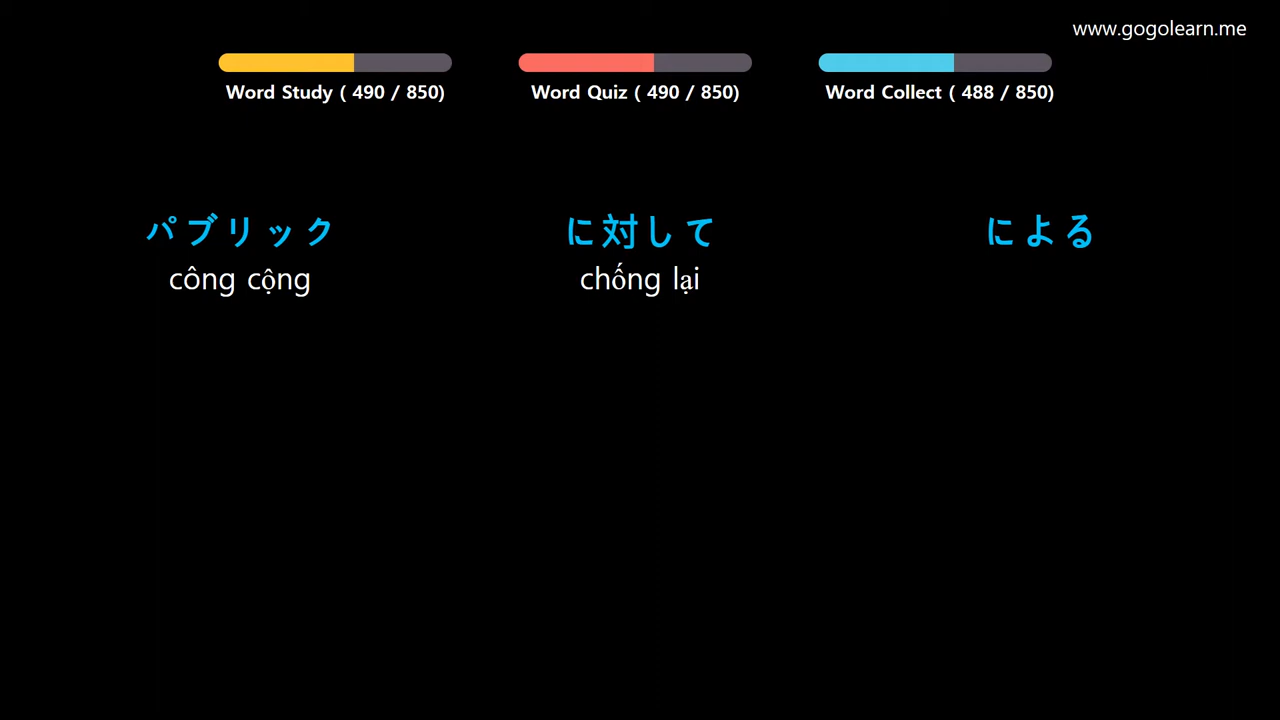 www.gogolearn.me
Word Study ( 490 / 850)
Word Quiz ( 490 / 850)
Word Collect ( 488 / 850)
パブリック
công cộng
に対して
chống lại
による